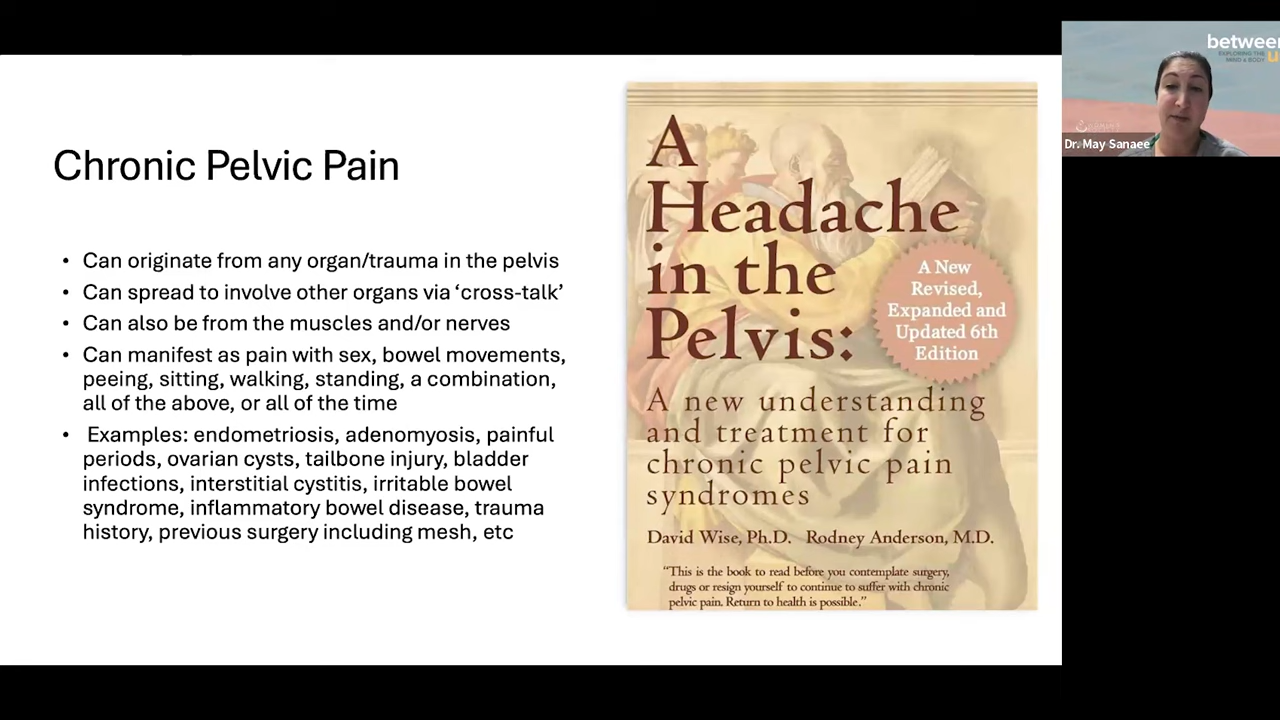 Chronic Pelvic Pain
• Can originate from any organ/trauma in the pelvis
• Can spread to involve other organs via ‘cross-talk’
• Can also be from the muscles and/or nerves
• Can manifest as pain with sex, bowel movements,
peeing, sitting, walking, standing, a combination,
all of the above, or all of the time
• Examples: endometriosis, adenomyosis, painful
periods, ovarian cysts, tailbone injury, bladder
infections, interstitial cystitis, irritable bowel
syndrome, inflammatory bowel disease, trauma
history, previous surgery including mesh, etc
A
Headache
in the
Pelvis:
A New
Revised,
Expanded and
Updated 6th
Edition
A new understanding
and treatment for
chronic pelvic pain
syndromes
David Wise, Ph.D. Rodney Anderson, M.D.
“This is the book to read before you contemplate surgery,
drugs or resign yourself to continue to suffer with chronic
pelvic pain. Return to health is possible.”
between
EXPLORING THE
MIND & BODY
Dr. May Sanaee